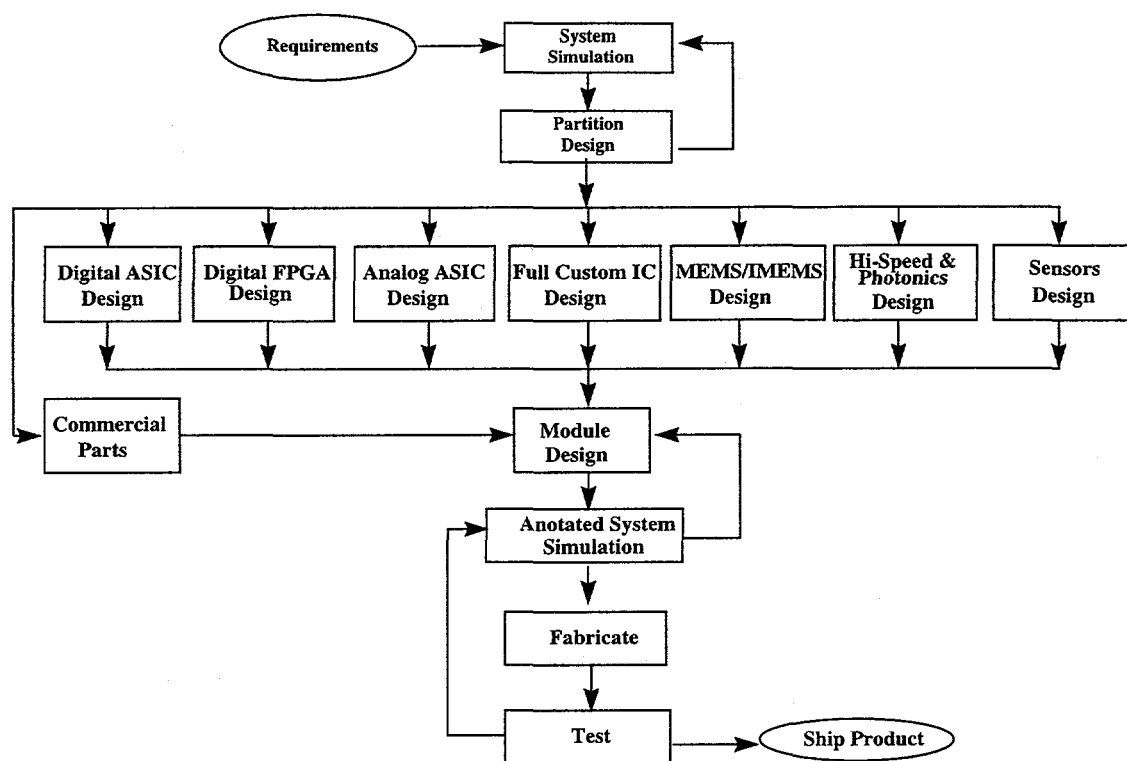 Requirements
System
Simulation
Partition
Design
Digital ASIC
Design
Digital FPGA
Design
Analog ASIC
Design
Full Custom IC
Design
MEMS/IMEMS
Design
Hi-Speed &
Photonics
Design
Sensors
Design
Commercial
Parts
Module
Design
Anotated System
Simulation
Fabricate
Test
Ship Product